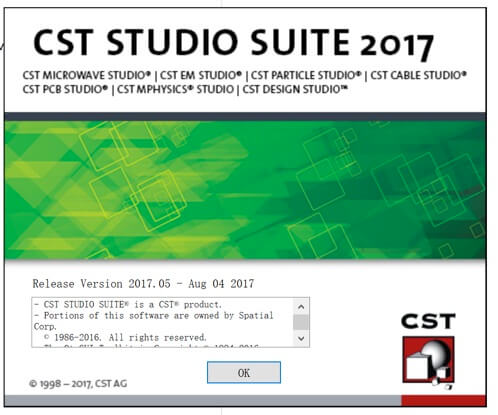 CST STUDIO SUITE 2017
CST MICROWAVE STUDIO® | CST EM STUDIO® | CST PARTICLE STUDIO® | CST CABLE STUDIO®
CST PCB STUDIO® | CST MPHYSICS® STUDIO | CST DESIGN STUDIO™
Release Version 2017.05 - Aug 04 2017
- CST STUDIO SUITE® is a CST® product.
- Portions of this software are owned by Spatial
Corp.
© 1986-2016. All rights reserved.
CST
OK
© 1998 – 2017, CST AG